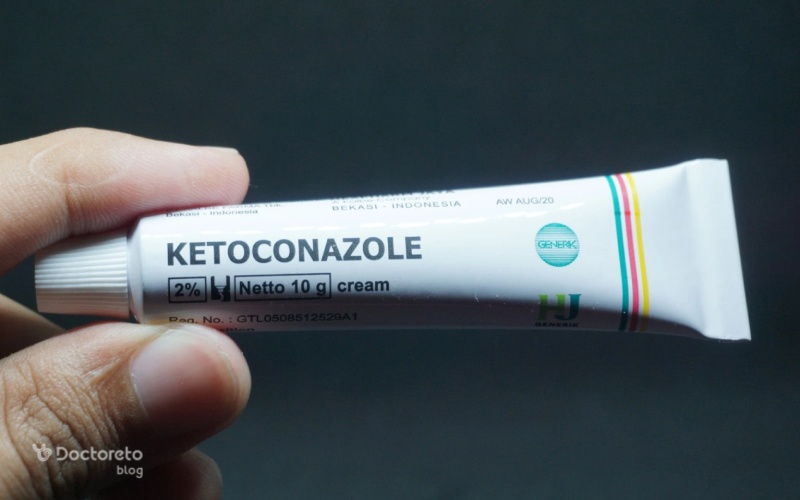 Bekasi - Indonesia
BEKASI - INDONESIA
AW AUG/20
KETOCONAZOLE
GENERIK
2% Netto 10 g cream
HJ
GENERIK
Reg. No. : GTL0508512529A1
Doctoreto
blog